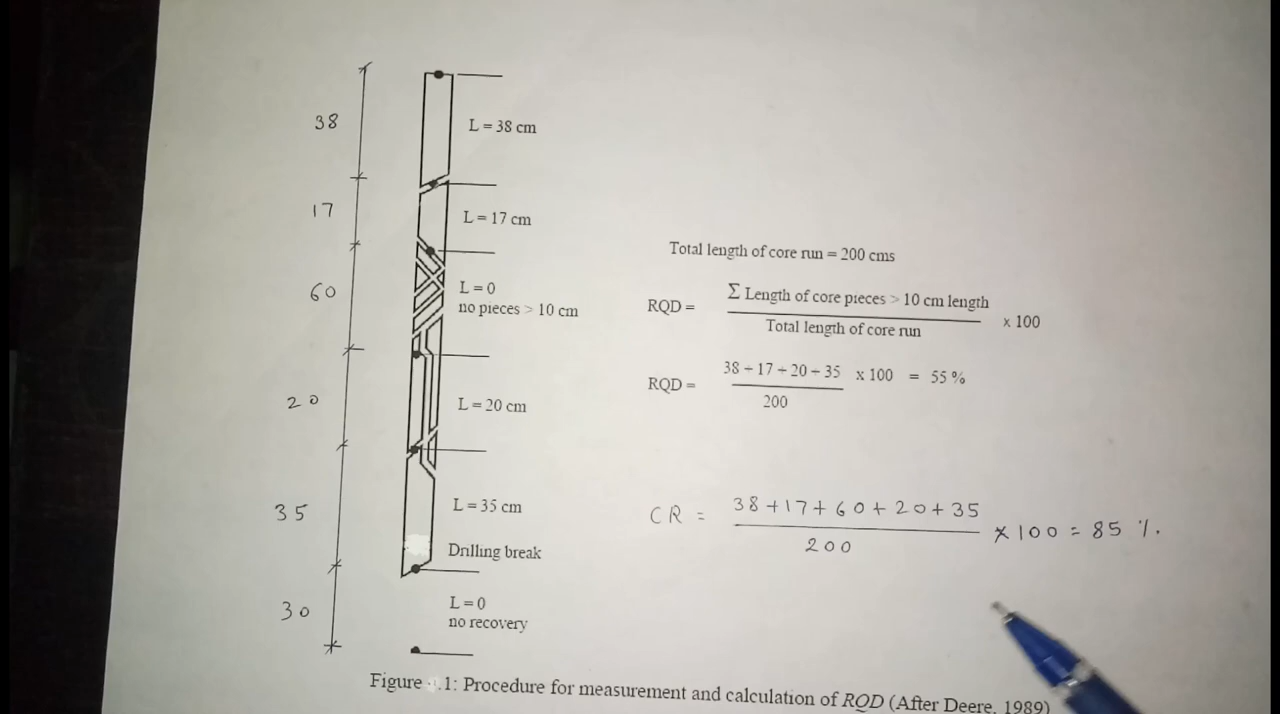 38
L = 38 cm
17
L = 17 cm
60
L = 0
no pieces > 10 cm
20
L = 20 cm
35
L = 35 cm
Drilling break
30
L = 0
no recovery
Total length of core run = 200 cms
RQD = Σ Length of core pieces > 10 cm length x 100
Total length of core run
RQD = 38 + 17 + 20 + 35 x 100 = 55 %
200
CR = 38+17+60+20+35 × 100 = 85 %.
200
Figure .1: Procedure for measurement and calculation of RQD (After Deere, 1989)